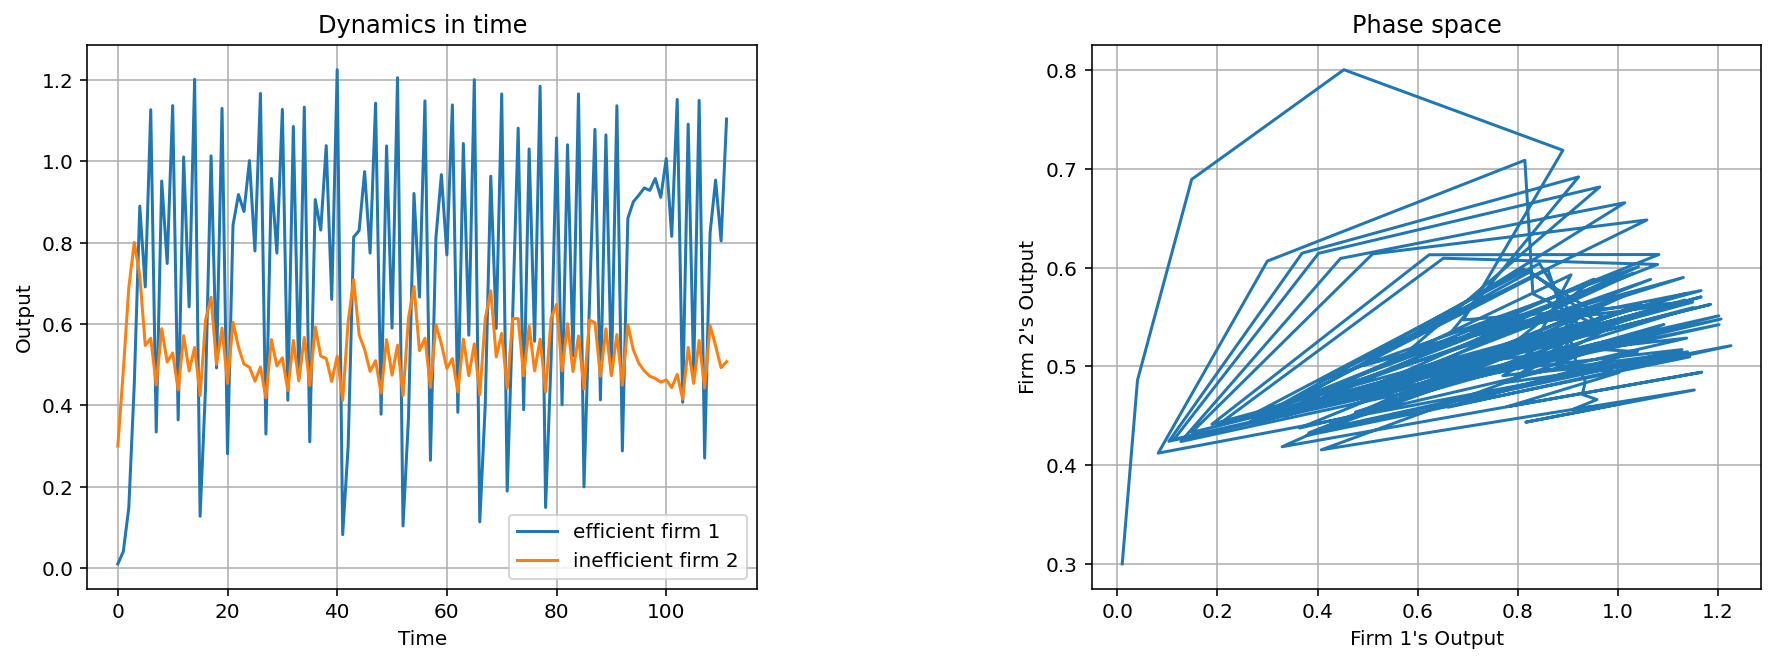 Dynamics in time
Output
1.2
1.0
0.8
0.6
0.4
0.2
0.0
efficient firm 1
inefficient firm 2
0 20 40 60 80 100
Time
Phase space
Firm 2's Output
0.8
0.7
0.6
0.5
0.4
0.3
0.0 0.2 0.4 0.6 0.8 1.0 1.2
Firm 1's Output